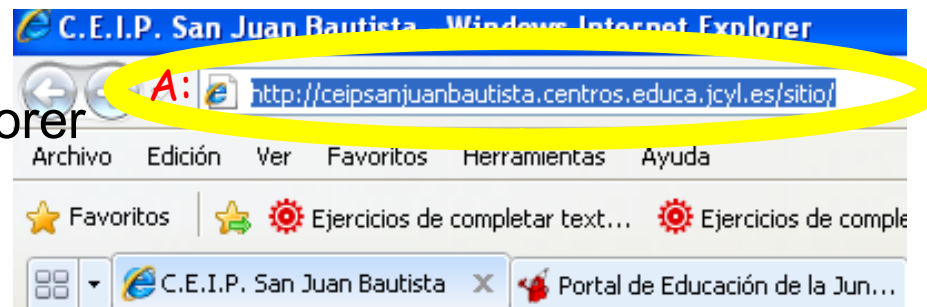 C.E.I.P. San Juan Bautista - Windows Internet Explorer
A: http://ceipsanjuanbautista.centros.educa.jcyl.es/sitio/
orer
Archivo Edición Ver Favoritos Herramientas Ayuda
Favoritos Ejercicios de completar text... Ejercicios de comple
C.E.I.P. San Juan Bautista X Portal de Educación de la Jun...